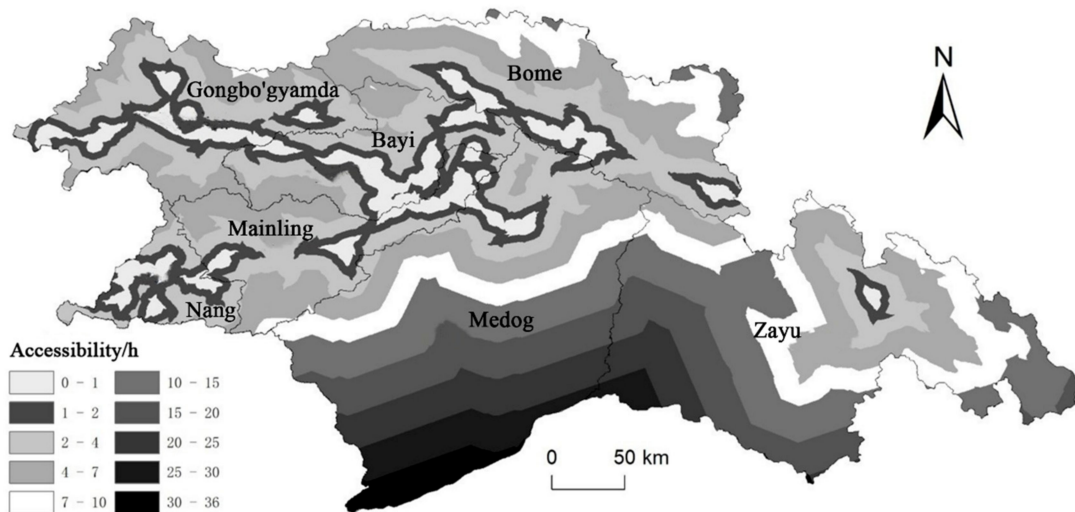 N
Bome
Gongbo'gyamda
Bayi
Mainling
Nang
Medog
Zayu
Accessibility/h
0 - 1
10 - 15
1 - 2
15 - 20
2 - 4
20 - 25
4 - 7
25 - 30
7 - 10
30 - 36
0 50 km